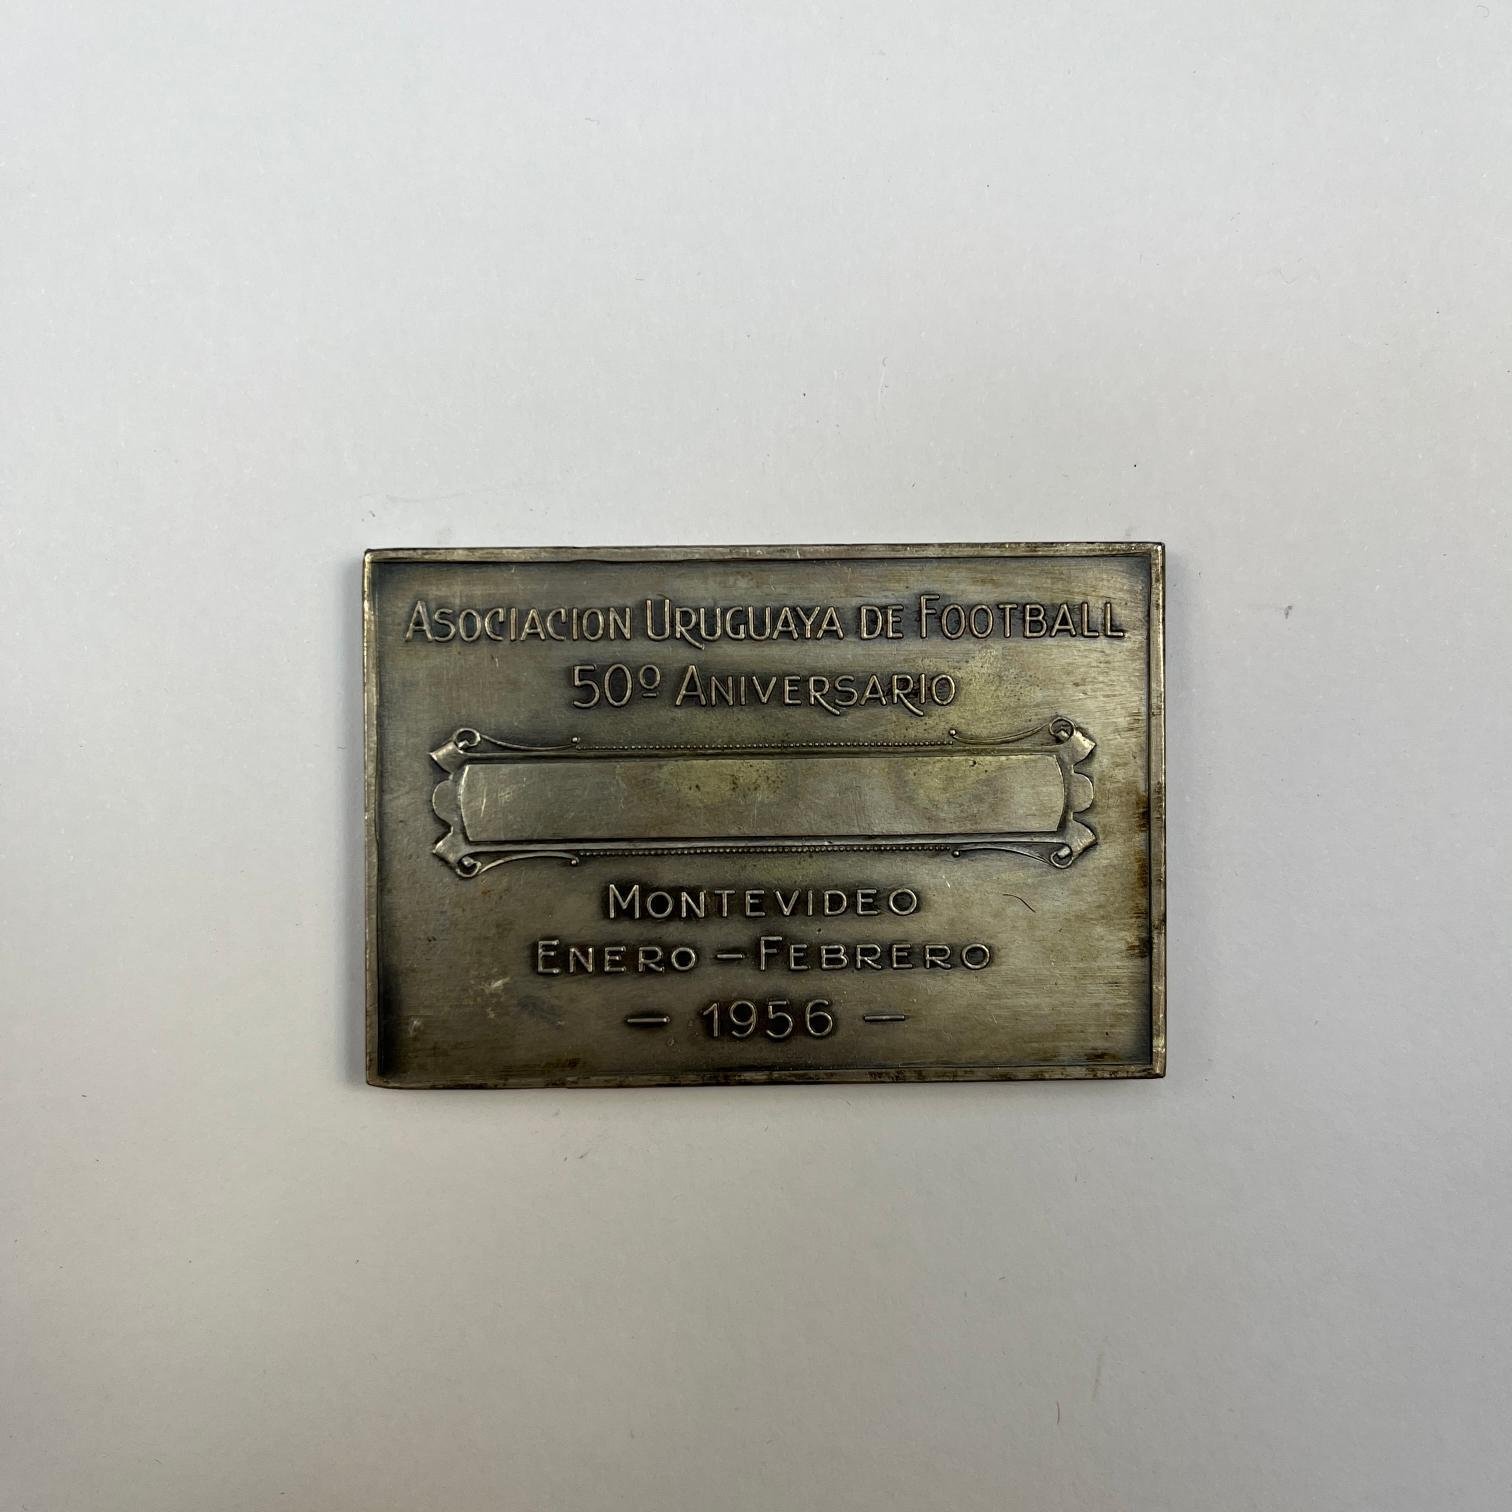 ASOCIACION URUGUAYA DE FOOTBALL
50º ANIVERSARIO
MONTEVIDEO
ENERO - FEBRERO
- 1956 -